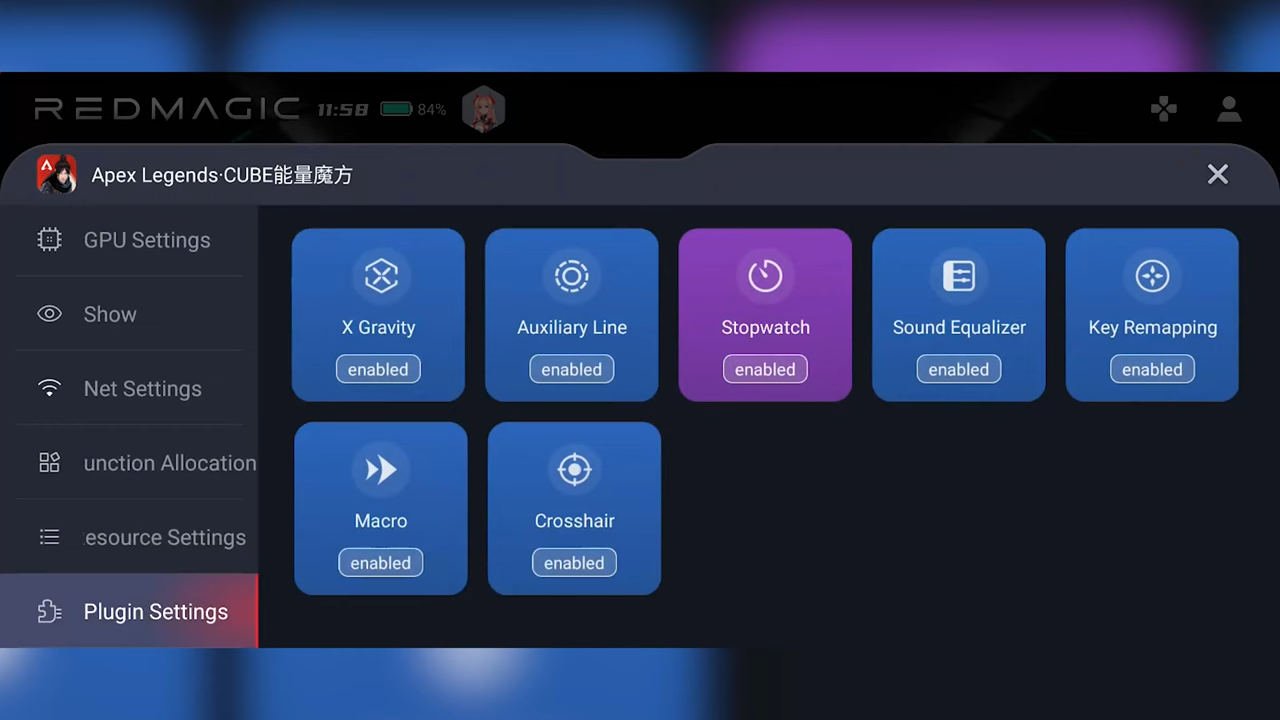 REDMAGIC 11:58 84%
Apex Legends·CUBE能量魔方
GPU Settings
Show
Net Settings
unction Allocation
esource Settings
Plugin Settings
X Gravity
enabled
Auxiliary Line
enabled
Stopwatch
enabled
Sound Equalizer
enabled
Key Remapping
enabled
Macro
enabled
Crosshair
enabled